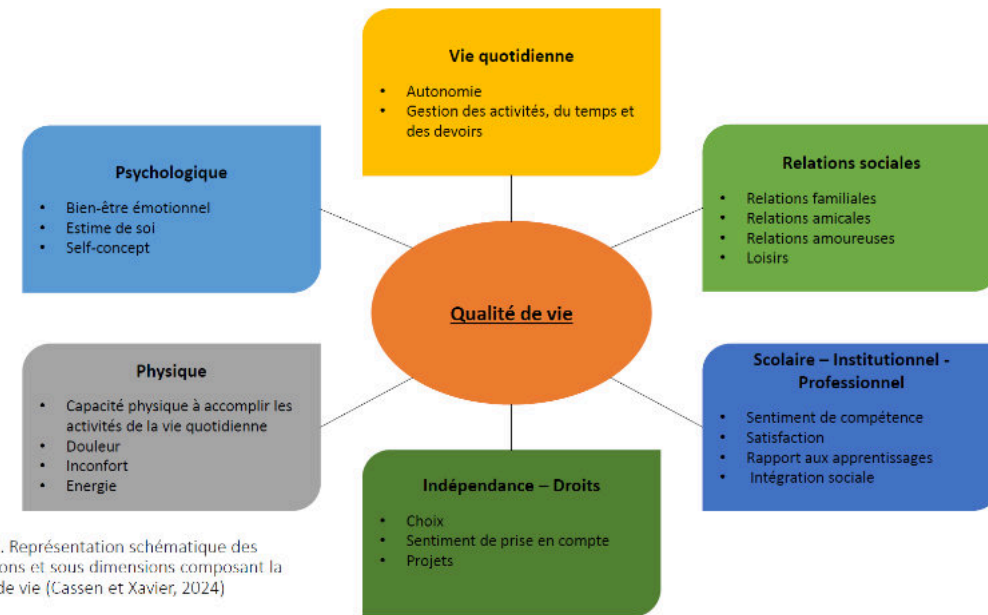 Vie quotidienne
• Autonomie
• Gestion des activités, du temps et
des devoirs
Psychologique
• Bien-être émotionnel
• Estime de soi
• Self-concept
Relations sociales
• Relations familiales
• Relations amicales
• Relations amoureuses
• Loisirs
Qualité de vie
Physique
• Capacité physique à accomplir les
activités de la vie quotidienne
• Douleur
• Inconfort
• Energie
Scolaire – Institutionnel -
Professionnel
• Sentiment de compétence
• Satisfaction
• Rapport aux apprentissages
• Intégration sociale
Indépendance – Droits
• Choix
• Sentiment de prise en compte
• Projets
. Représentation schématique des
ons et sous dimensions composant la
de vie (Cassen et Xavier, 2024)